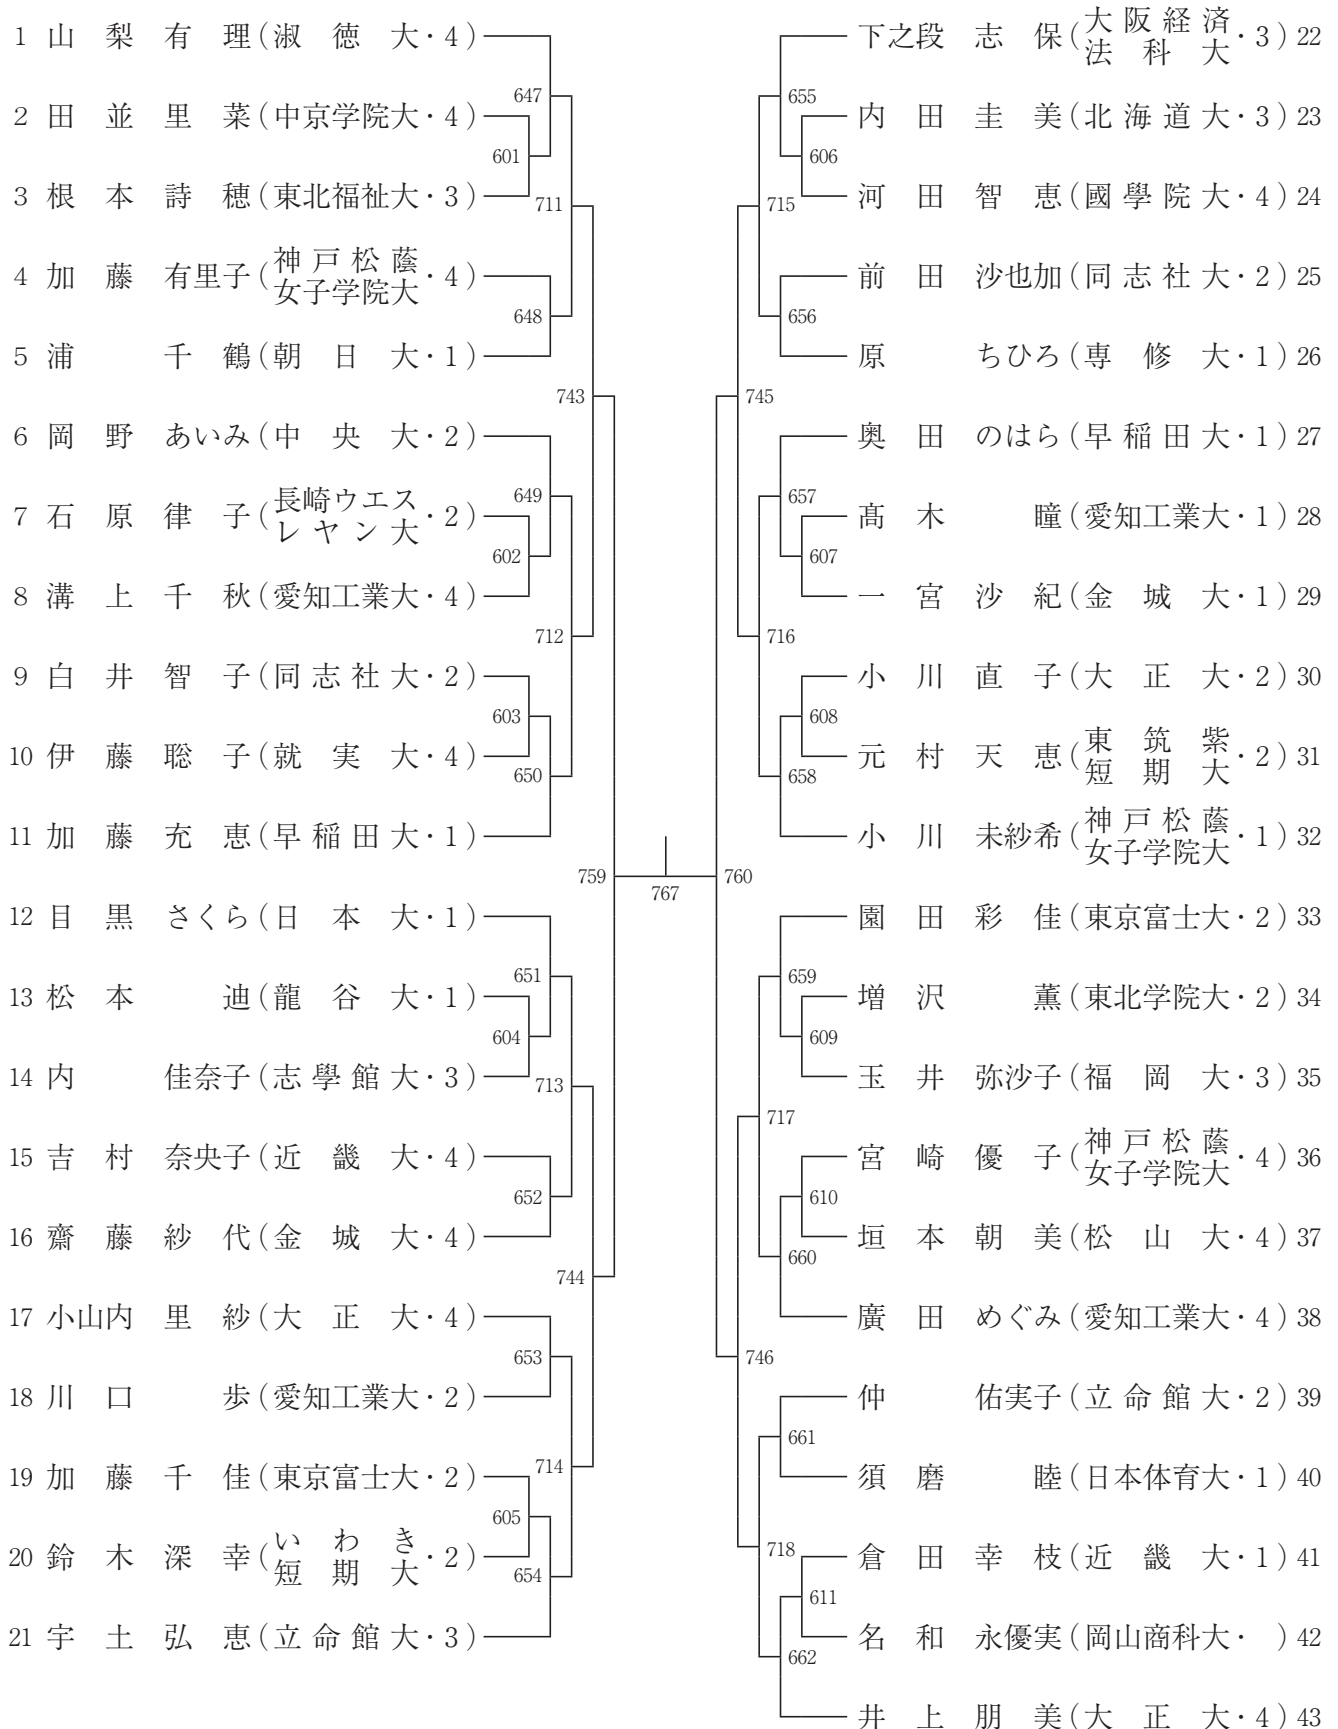 1 山梨有理(淑徳大・4)
647
2 田並里菜(中京学院大・4)
601
3 根本詩穂(東北福祉大・3)
711
4 加藤有里子(神戸松蔭女子学院大・4)
648
5 浦千鶴(朝日大・1)
743
6 岡野あいみ(中央大・2)
649
7 石原律子(長崎ウエスレヤン大・2)
602
8 溝上千秋(愛知工業大・4)
712
9 白井智子(同志社大・2)
603
10 伊藤聡子(就実大・4)
650
11 加藤充恵(早稲田大・1)
759
12 目黒さくら(日本大・1)
651
13 松本迪(龍谷大・1)
604
14 内佳奈子(志學館大・3)
713
15 吉村奈央子(近畿大・4)
652
16 齋藤紗代(金城大・4)
744
17 小山内里紗(大正大・4)
653
18 川口歩(愛知工業大・2)
714
19 加藤千佳(東京富士大・2)
605
20 鈴木深幸(いわき短期大・2)
654
21 宇土弘恵(立命館大・3)
767
下之段志保(大阪経済法科大・3)22
655
内田圭美(北海道大・3)23
606
河田智恵(國學院大・4)24
715
前田沙也加(同志社大・2)25
656
原ちひろ(専修大・1)26
745
奥田のはら(早稲田大・1)27
657
髙木瞳(愛知工業大・1)28
607
一宮沙紀(金城大・1)29
716
小川直子(大正大・2)30
608
元村天恵(東筑紫短期大・2)31
658
小川未紗希(神戸松蔭女子学院大・1)32
760
園田彩佳(東京富士大・2)33
659
増沢薫(東北学院大・2)34
609
玉井弥沙子(福岡大・3)35
717
宮崎優子(神戸松蔭女子学院大・4)36
610
垣本朝美(松山大・4)37
660
廣田めぐみ(愛知工業大・4)38
746
仲佑実子(立命館大・2)39
661
須磨睦(日本体育大・1)40
718
倉田幸枝(近畿大・1)41
611
名和永優実(岡山商科大・ )42
662
井上朋美(大正大・4)43